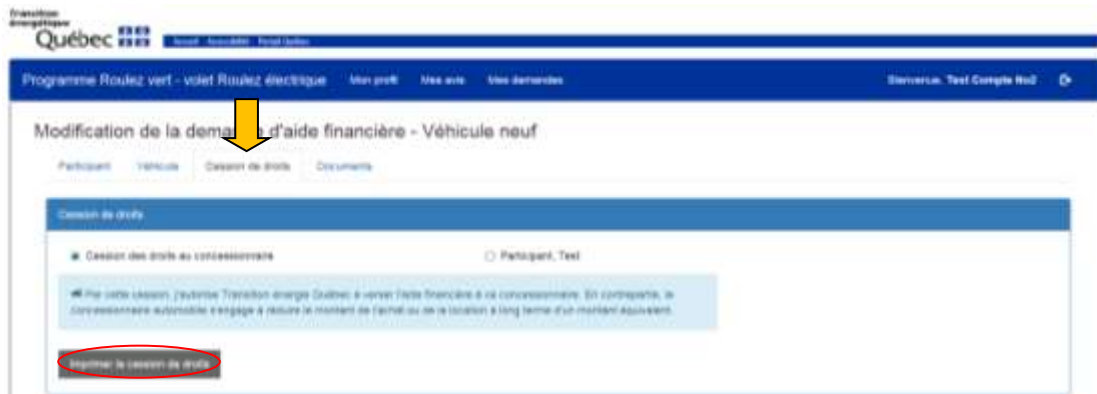 Transition
énergétique
Québec
Accueil Accessibilité Portail Québec
Programme Roulez vert - volet Roulez électrique Mon profil Mes avis Mes demandes Bienvenue, Test Compte No2
Modification de la dema d'aide financière - Véhicule neuf
Participant Véhicule Cession de droits Documents
Cession de droits
Cession des droits au concessionnaire Participant, Test
Par cette cession, j'autorise Transition énergie Québec à verser l'aide financière à ce concessionnaire. En contrepartie, le
concessionnaire automobile s'engage à réduire le montant de l'achat ou de la location à long terme d'un montant équivalent.
Imprimer la cession de droits